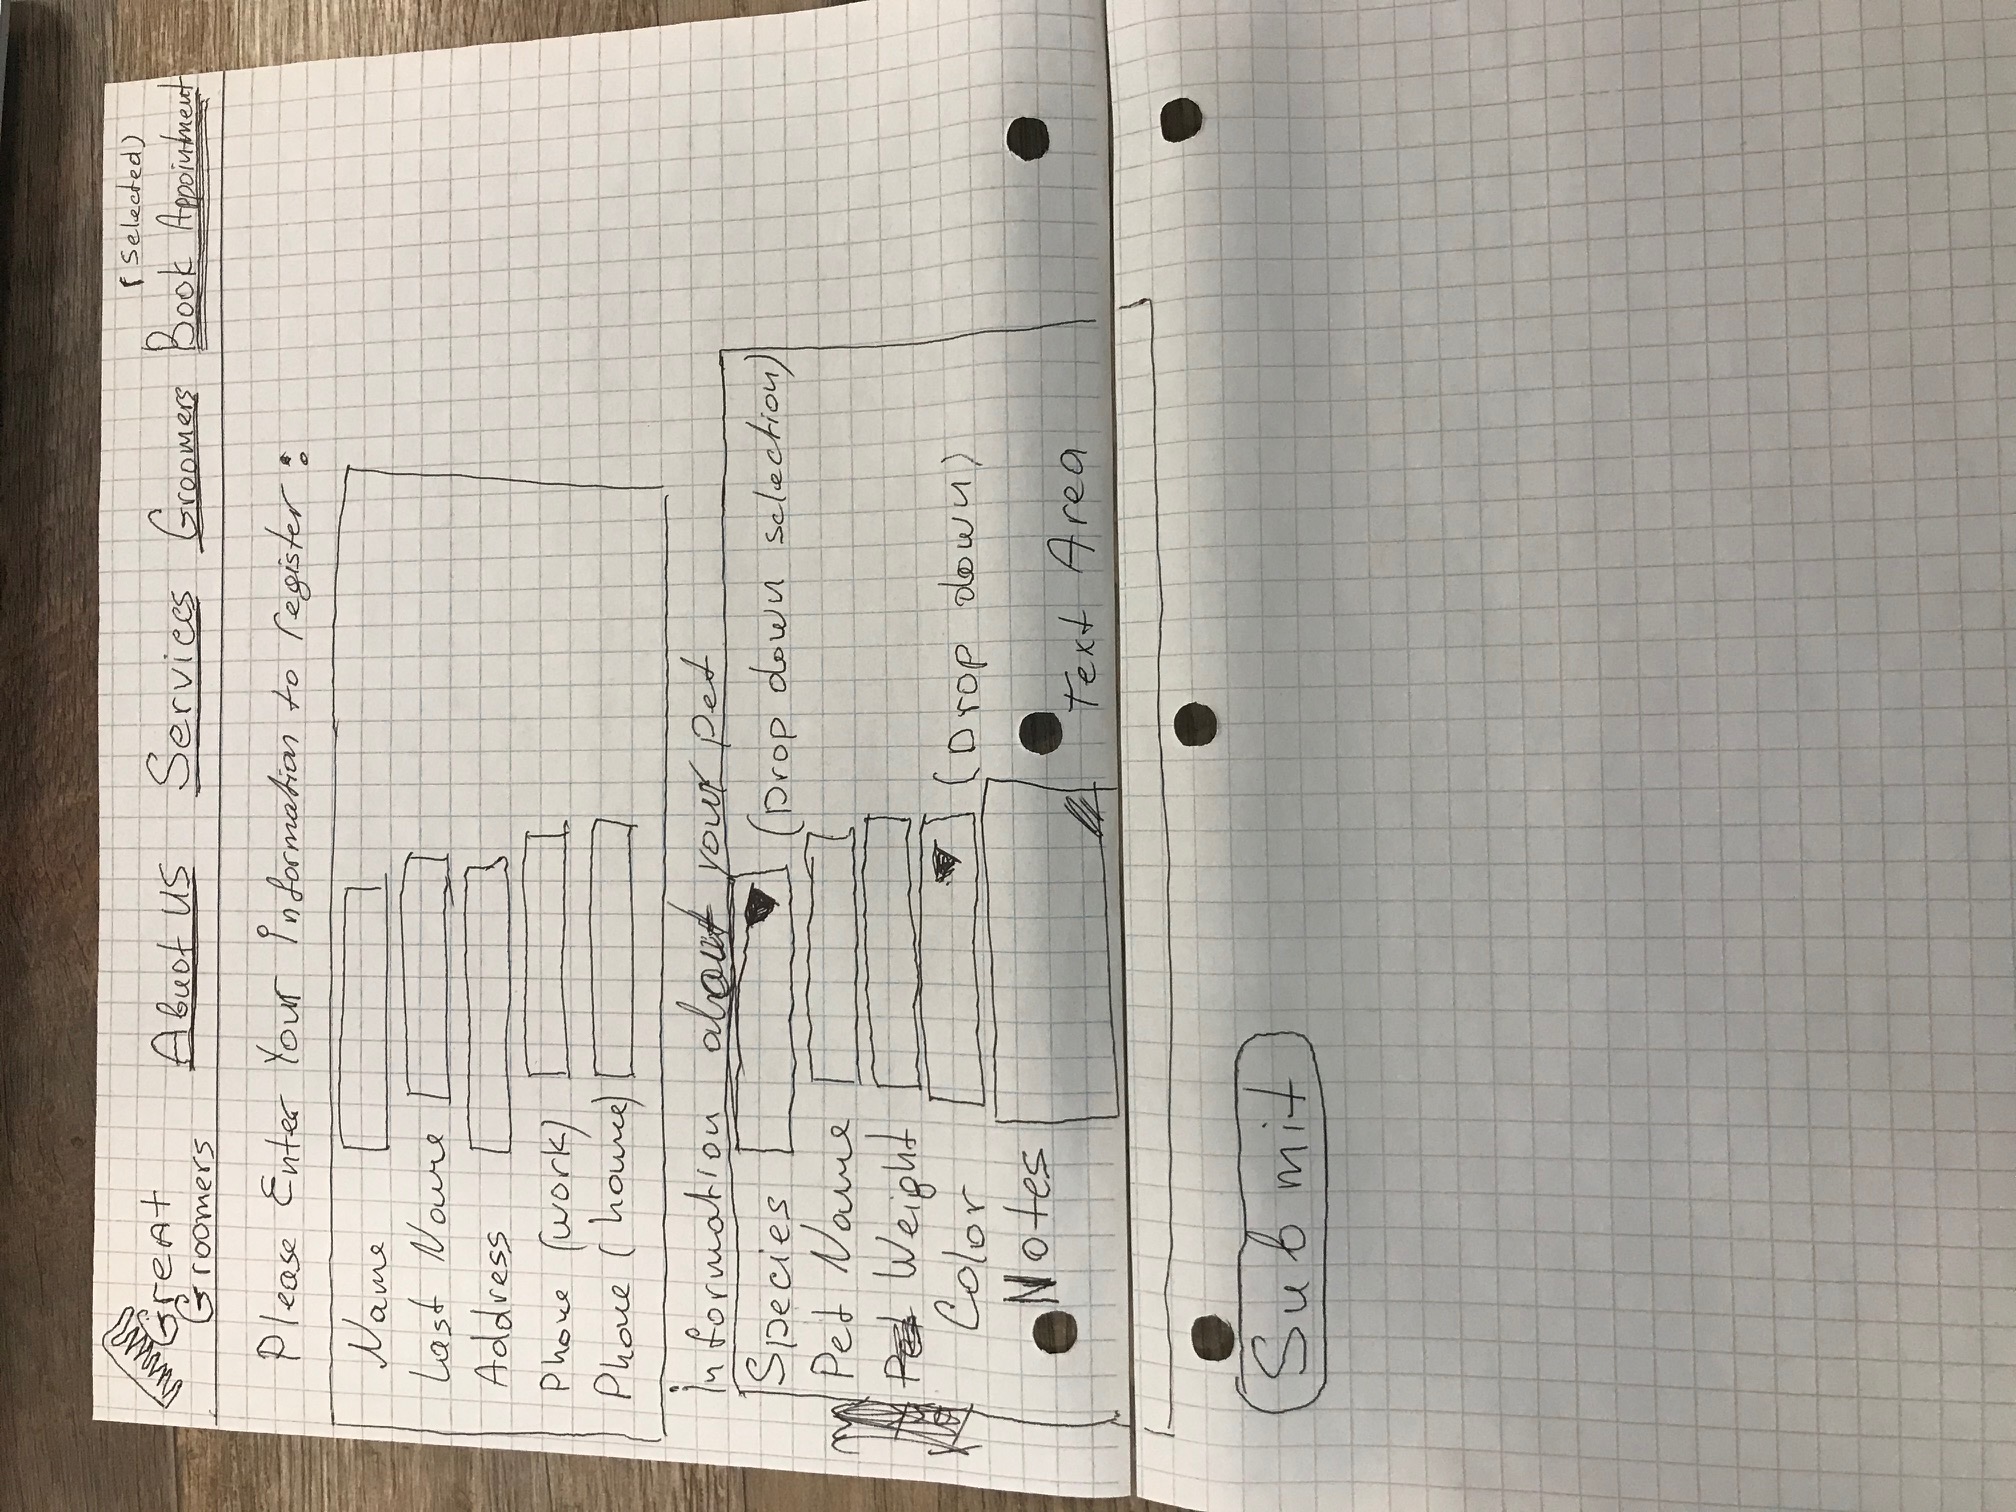 (Selected)
Great
Groomers
Abuot US
Services
Groomers
Book Appointment
Please Enter Your Information to register:
Name
Last Name
Address
Phone (work)
Phone (home)
Information about your pet
Species (Drop down selection)
Pet Name
Weight
Color (Drop down)
Notes
Text Area
Submit